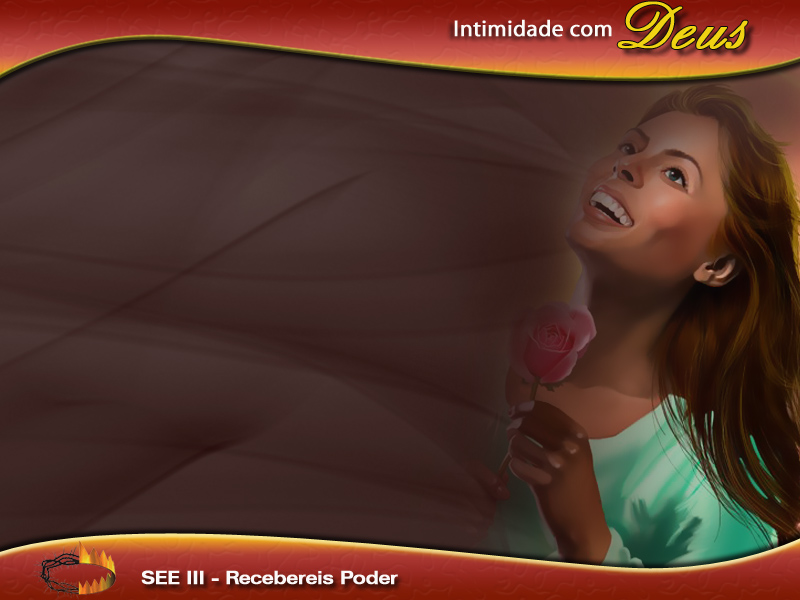 Intimidade com Deus
SEE III - Recebereis Poder